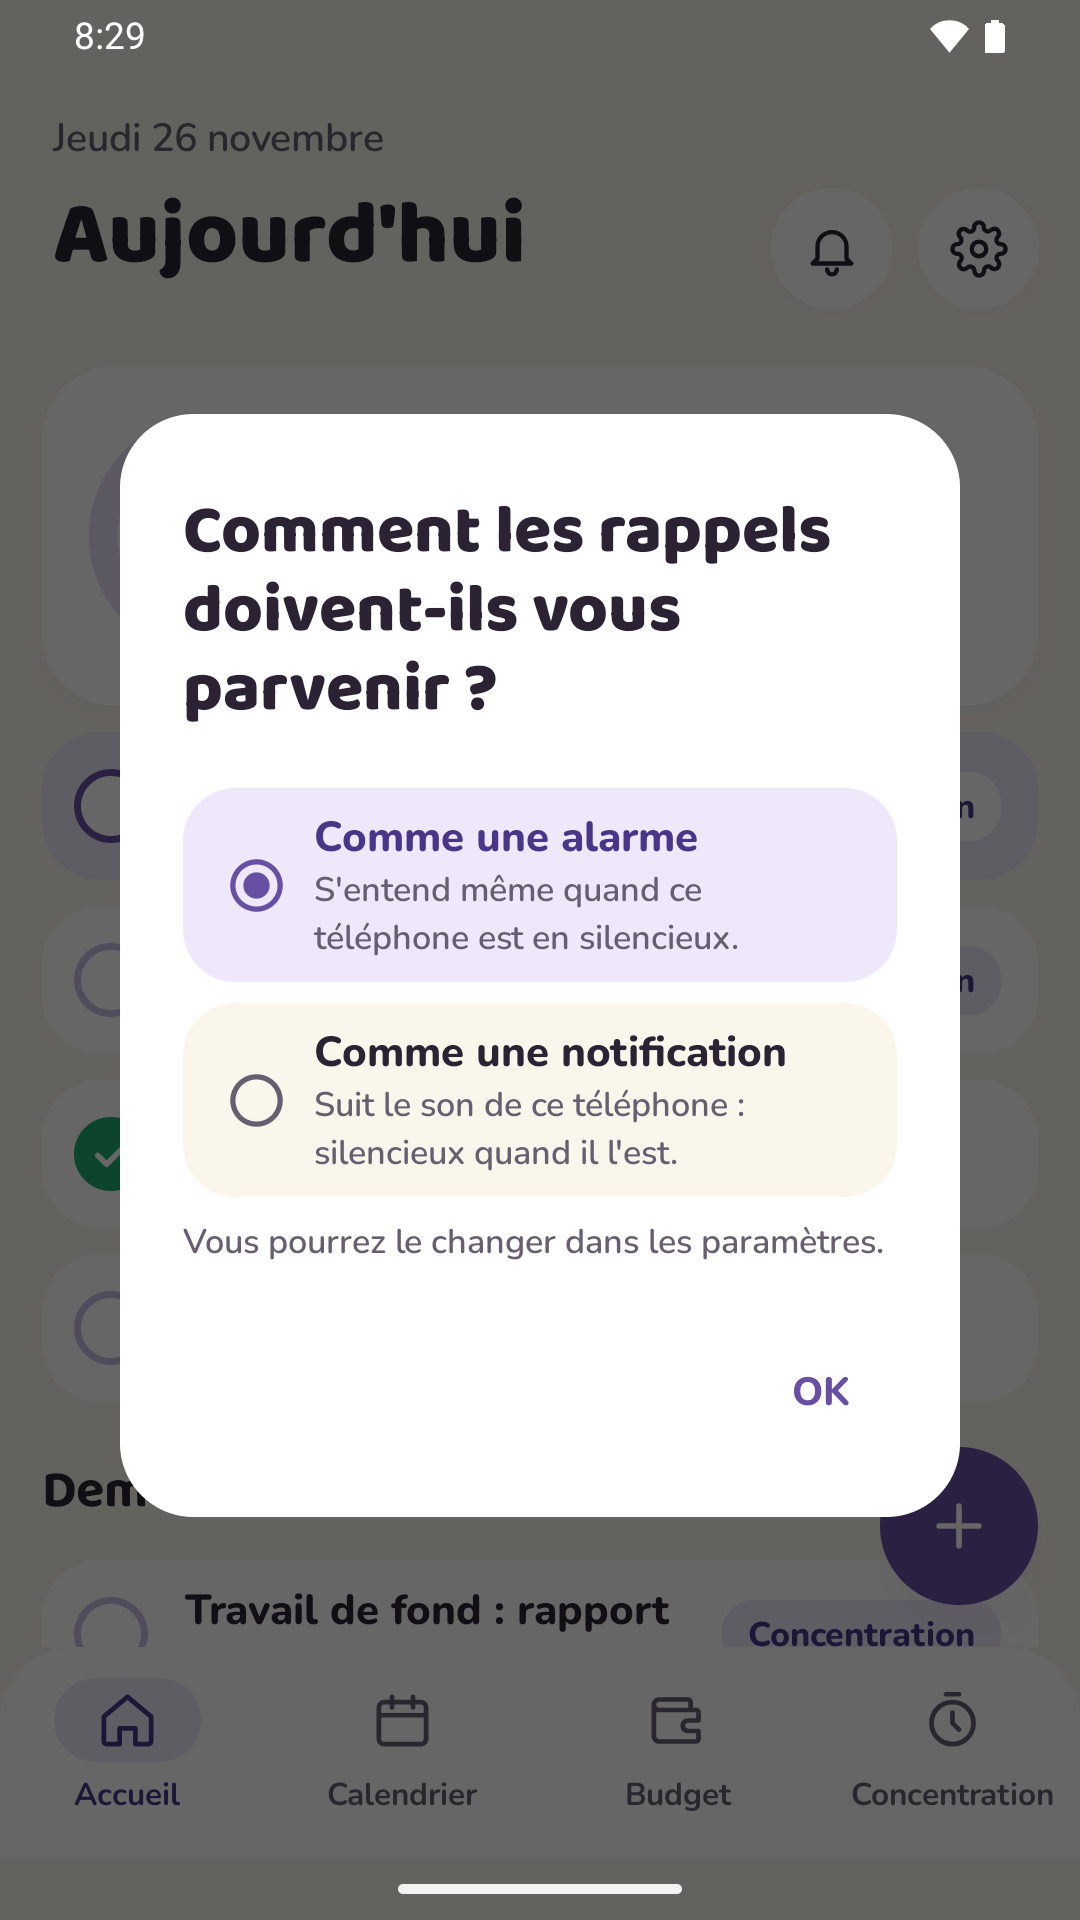 8:29
Jeudi 26 novembre
Aujourd'hui
Comment les rappels
doivent-ils vous
parvenir ?
Comme une alarme
S'entend même quand ce
téléphone est en silencieux.
Comme une notification
Suit le son de ce téléphone :
silencieux quand il l'est.
Vous pourrez le changer dans les paramètres.
OK
Travail de fond : rapport
Concentration
Accueil
Calendrier
Budget
Concentration